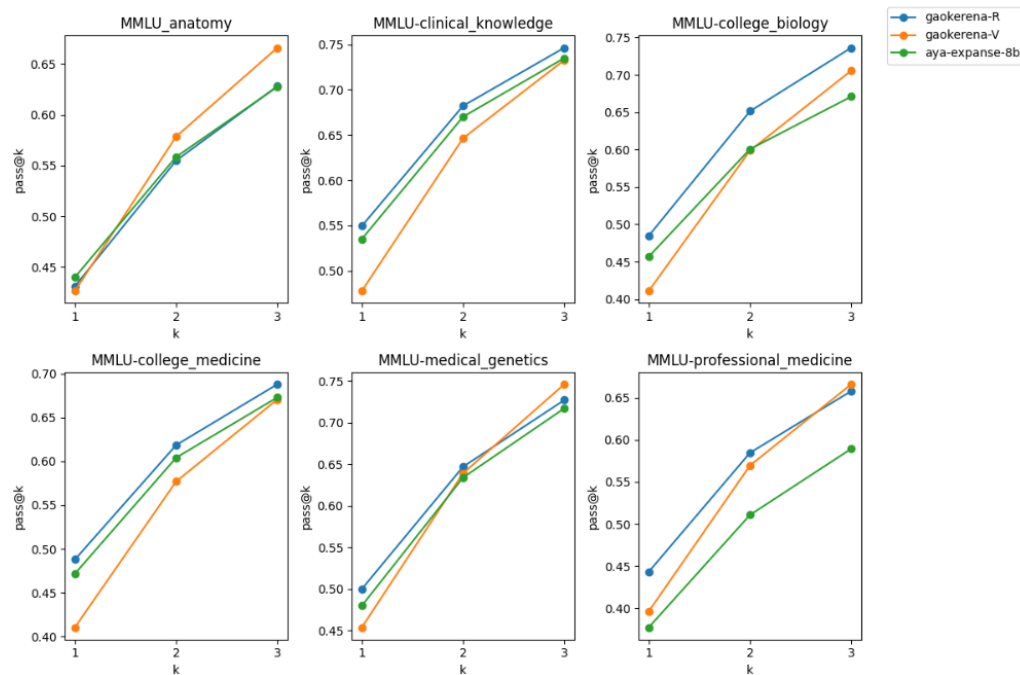 MMLU_anatomy
MMLU-clinical_knowledge
MMLU-college_biology
gaokerena-R
gaokerena-V
aya-expanse-8b
pass@k
0.65
0.60
0.55
0.50
0.45
1
2
3
k
pass@k
0.75
0.70
0.65
0.60
0.55
0.50
1
2
3
k
pass@k
0.75
0.70
0.65
0.60
0.55
0.50
0.45
0.40
1
2
3
k
MMLU-college_medicine
MMLU-medical_genetics
MMLU-professional_medicine
pass@k
0.70
0.65
0.60
0.55
0.50
0.45
0.40
1
2
3
k
pass@k
0.75
0.70
0.65
0.60
0.55
0.50
0.45
1
2
3
k
pass@k
0.65
0.60
0.55
0.50
0.45
0.40
1
2
3
k